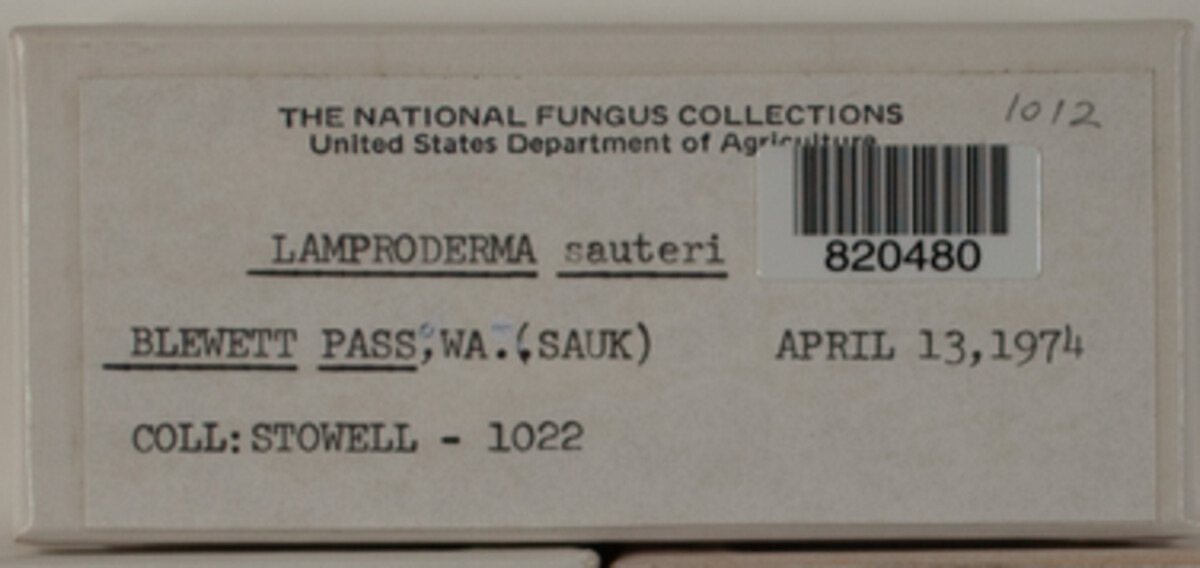 THE NATIONAL FUNGUS COLLECTIONS
1012
United States Department of Agriculture
820480
LAMPRODERMA sauteri
BLEWETT PASS, WA. (SAUK) APRIL 13, 1974
COLL: STOWELL - 1022